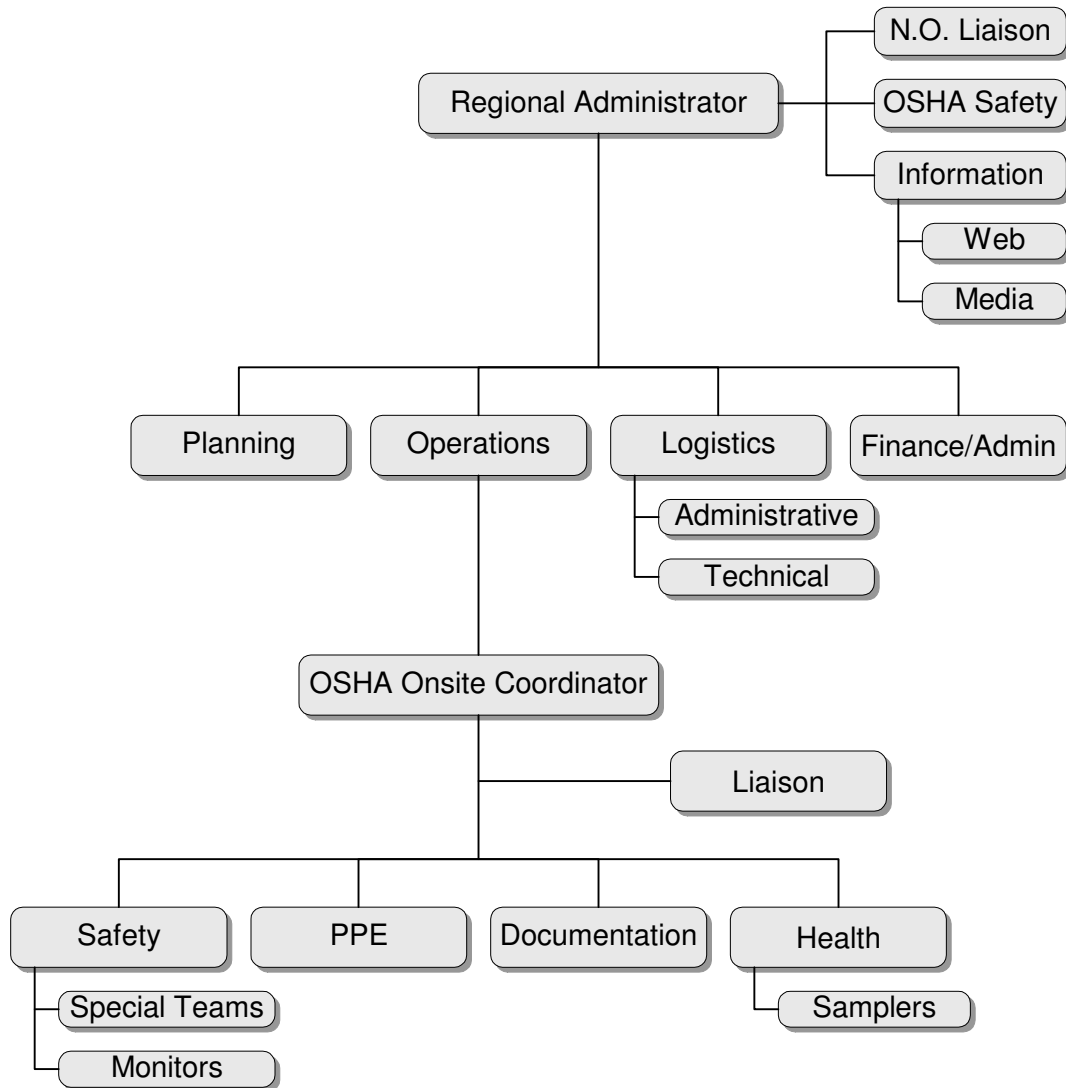 N.O. Liaison
Regional Administrator
OSHA Safety
Information
Web
Media
Planning
Operations
Logistics
Finance/Admin
Administrative
Technical
OSHA Onsite Coordinator
Liaison
Safety
PPE
Documentation
Health
Special Teams
Samplers
Monitors